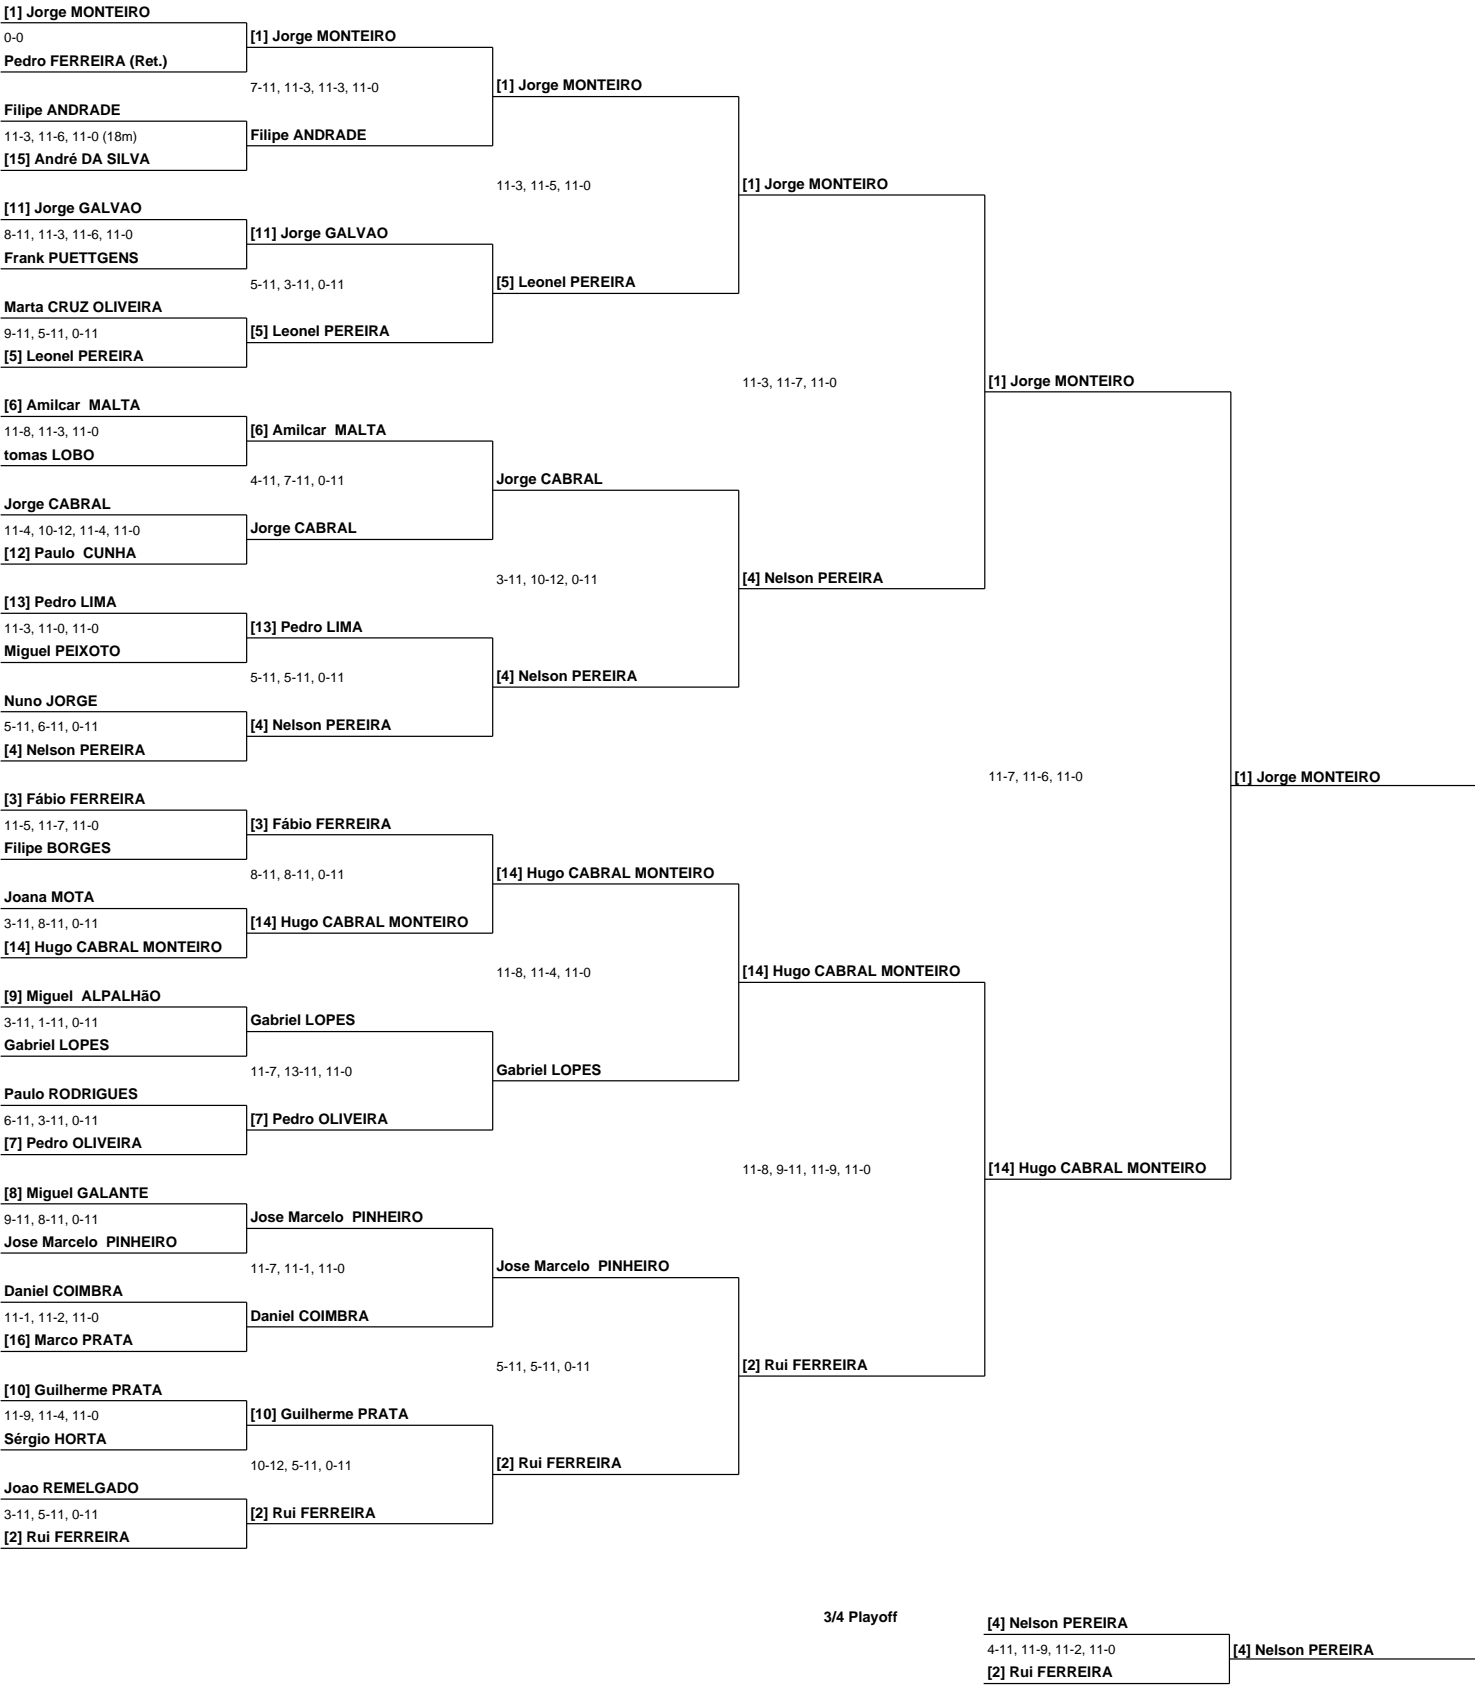 [1] Jorge MONTEIRO
0-0
Pedro FERREIRA (Ret.)
Filipe ANDRADE
11-3, 11-6, 11-0 (18m)
[15] André DA SILVA
[11] Jorge GALVAO
8-11, 11-3, 11-6, 11-0
Frank PUETTGENS
Marta CRUZ OLIVEIRA
9-11, 5-11, 0-11
[5] Leonel PEREIRA
[6] Amilcar  MALTA
11-8, 11-3, 11-0
tomas LOBO
Jorge CABRAL
11-4, 10-12, 11-4, 11-0
[12] Paulo  CUNHA
[13] Pedro LIMA
11-3, 11-0, 11-0
Miguel PEIXOTO
Nuno JORGE
5-11, 6-11, 0-11
[4] Nelson PEREIRA
[3] Fábio FERREIRA
11-5, 11-7, 11-0
Filipe BORGES
Joana MOTA
3-11, 8-11, 0-11
[14] Hugo CABRAL MONTEIRO
[9] Miguel  ALPALHãO
3-11, 1-11, 0-11
Gabriel LOPES
Paulo RODRIGUES
6-11, 3-11, 0-11
[7] Pedro OLIVEIRA
[8] Miguel GALANTE
9-11, 8-11, 0-11
Jose Marcelo  PINHEIRO
Daniel COIMBRA
11-1, 11-2, 11-0
[16] Marco PRATA
[10] Guilherme PRATA
11-9, 11-4, 11-0
Sérgio HORTA
Joao REMELGADO
3-11, 5-11, 0-11
[2] Rui FERREIRA
[1] Jorge MONTEIRO
7-11, 11-3, 11-3, 11-0
Filipe ANDRADE
[11] Jorge GALVAO
5-11, 3-11, 0-11
[5] Leonel PEREIRA
[6] Amilcar  MALTA
4-11, 7-11, 0-11
Jorge CABRAL
[13] Pedro LIMA
5-11, 5-11, 0-11
[4] Nelson PEREIRA
[3] Fábio FERREIRA
8-11, 8-11, 0-11
[14] Hugo CABRAL MONTEIRO
Gabriel LOPES
11-7, 13-11, 11-0
[7] Pedro OLIVEIRA
Jose Marcelo  PINHEIRO
11-7, 11-1, 11-0
Daniel COIMBRA
[10] Guilherme PRATA
10-12, 5-11, 0-11
[2] Rui FERREIRA
[1] Jorge MONTEIRO
11-3, 11-5, 11-0
[5] Leonel PEREIRA
Jorge CABRAL
3-11, 10-12, 0-11
[4] Nelson PEREIRA
[14] Hugo CABRAL MONTEIRO
11-8, 11-4, 11-0
Gabriel LOPES
Jose Marcelo  PINHEIRO
5-11, 5-11, 0-11
[2] Rui FERREIRA
[1] Jorge MONTEIRO
11-3, 11-7, 11-0
[4] Nelson PEREIRA
[14] Hugo CABRAL MONTEIRO
11-8, 9-11, 11-9, 11-0
[2] Rui FERREIRA
[1] Jorge MONTEIRO
11-7, 11-6, 11-0
[14] Hugo CABRAL MONTEIRO
[1] Jorge MONTEIRO
3/4 Playoff
[4] Nelson PEREIRA
4-11, 11-9, 11-2, 11-0
[2] Rui FERREIRA
[4] Nelson PEREIRA